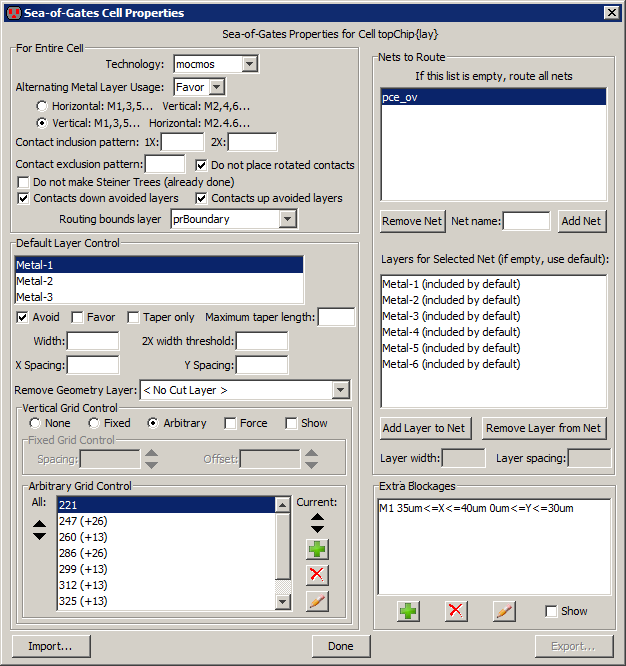 Sea-of-Gates Cell Properties
Sea-of-Gates Properties for Cell topChip{lay}
For Entire Cell
Technology: mocmos
Alternating Metal Layer Usage: Favor
Horizontal: M1,3,5... Vertical: M2,4,6...
Vertical: M1,3,5... Horizontal: M2.4.6...
Contact inclusion pattern: 1X: 2X:
Contact exclusion pattern: Do not place rotated contacts
Do not make Steiner Trees (already done)
Contacts down avoided layers Contacts up avoided layers
Routing bounds layer prBoundary
Default Layer Control
Metal-1
Metal-2
Metal-3
Avoid Favor Taper only Maximum taper length:
Width: 2X width threshold:
X Spacing: Y Spacing:
Remove Geometry Layer: < No Cut Layer >
Vertical Grid Control
None Fixed Arbitrary Force Show
Fixed Grid Control
Spacing: Offset:
Arbitrary Grid Control
All: Current:
221
247 (+26)
260 (+13)
286 (+26)
299 (+13)
312 (+13)
325 (+13)
Nets to Route
If this list is empty, route all nets
pce_ov
Remove Net Net name: Add Net
Layers for Selected Net (if empty, use default):
Metal-1 (included by default)
Metal-2 (included by default)
Metal-3 (included by default)
Metal-4 (included by default)
Metal-5 (included by default)
Metal-6 (included by default)
Add Layer to Net Remove Layer from Net
Layer width: Layer spacing:
Extra Blockages
M1 35um<=X<=40um 0um<=Y<=30um
Show
Import... Done Export...